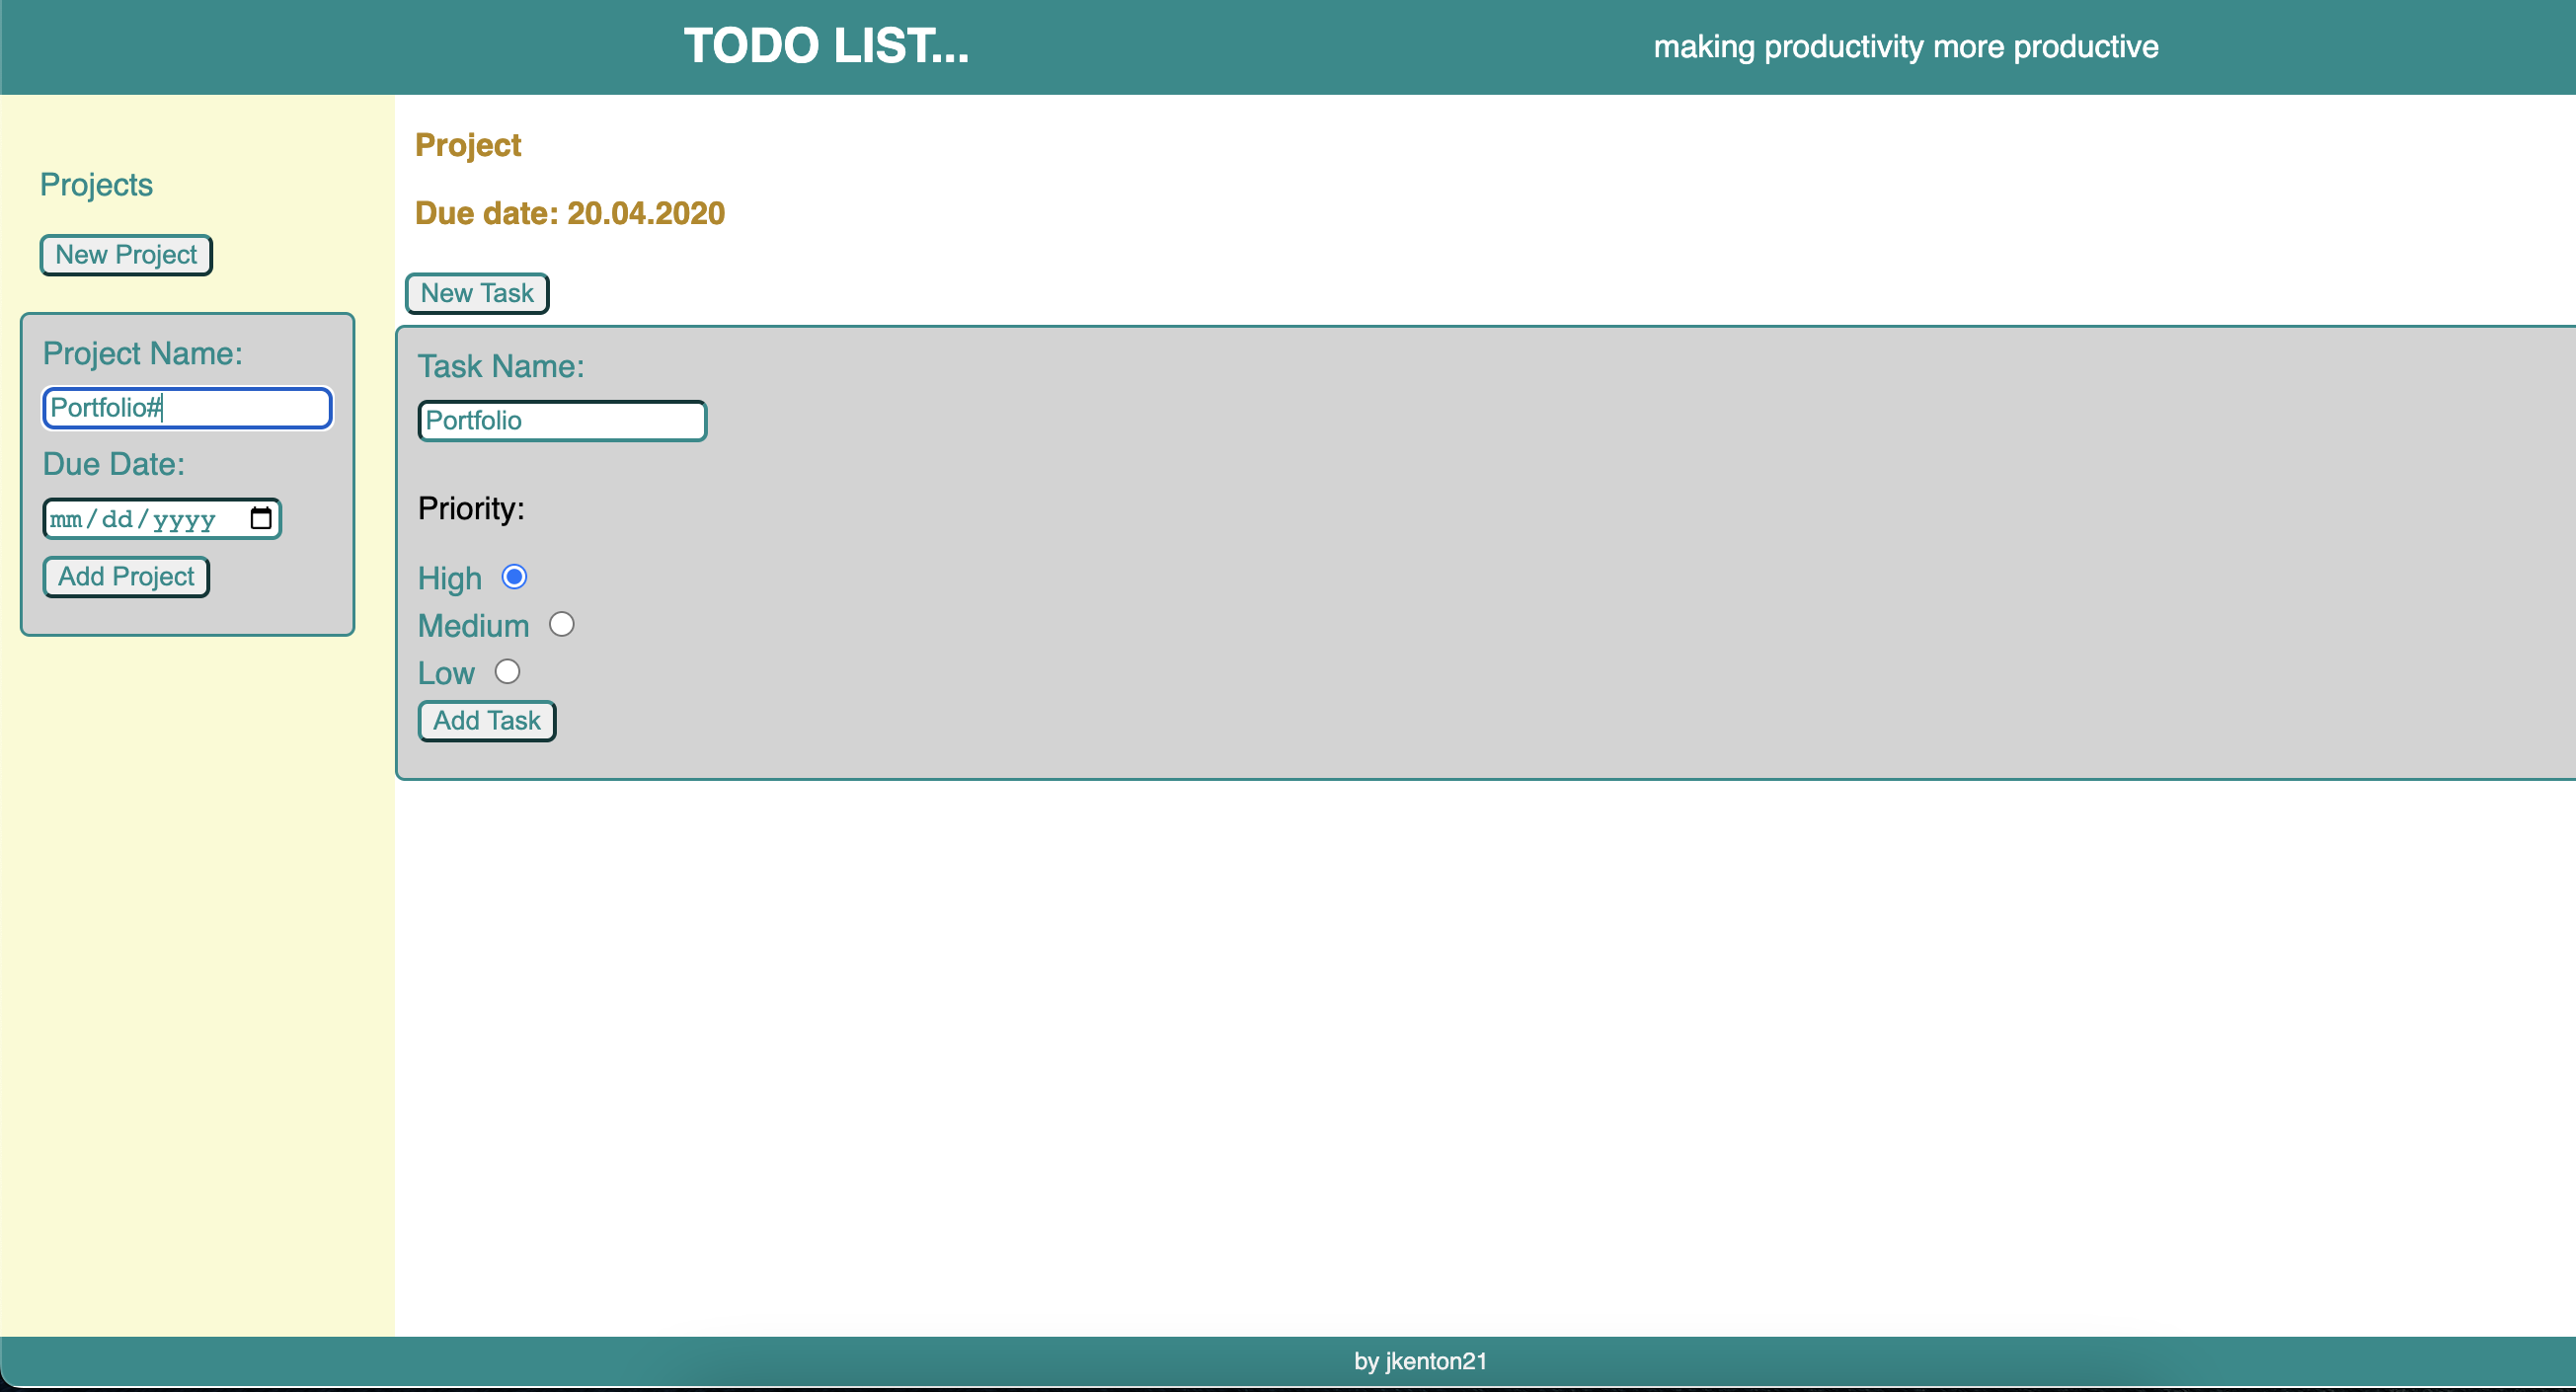 TODO LIST...
making productivity more productive
Projects
New Project
Project Name:
Portfolio#
Due Date:
mm/dd/yyyy
Add Project
Project
Due date: 20.04.2020
New Task
Task Name:
Portfolio
Priority:
High
Medium
Low
Add Task
by jkenton21